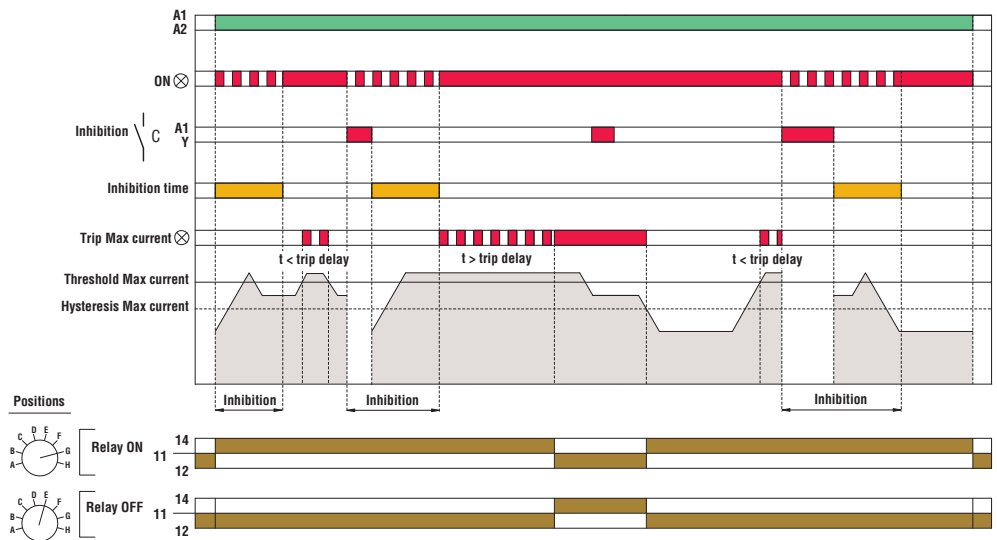 A1
A2
ON
Inhibition C A1
Y
Inhibition time
Trip Max current
t < trip delay t > trip delay t < trip delay
Threshold Max current
Hysteresis Max current
Inhibition Inhibition Inhibition
Positions
A B C D E F G H
Relay ON
14
11
12
A B C D E F G H
Relay OFF
14
11
12